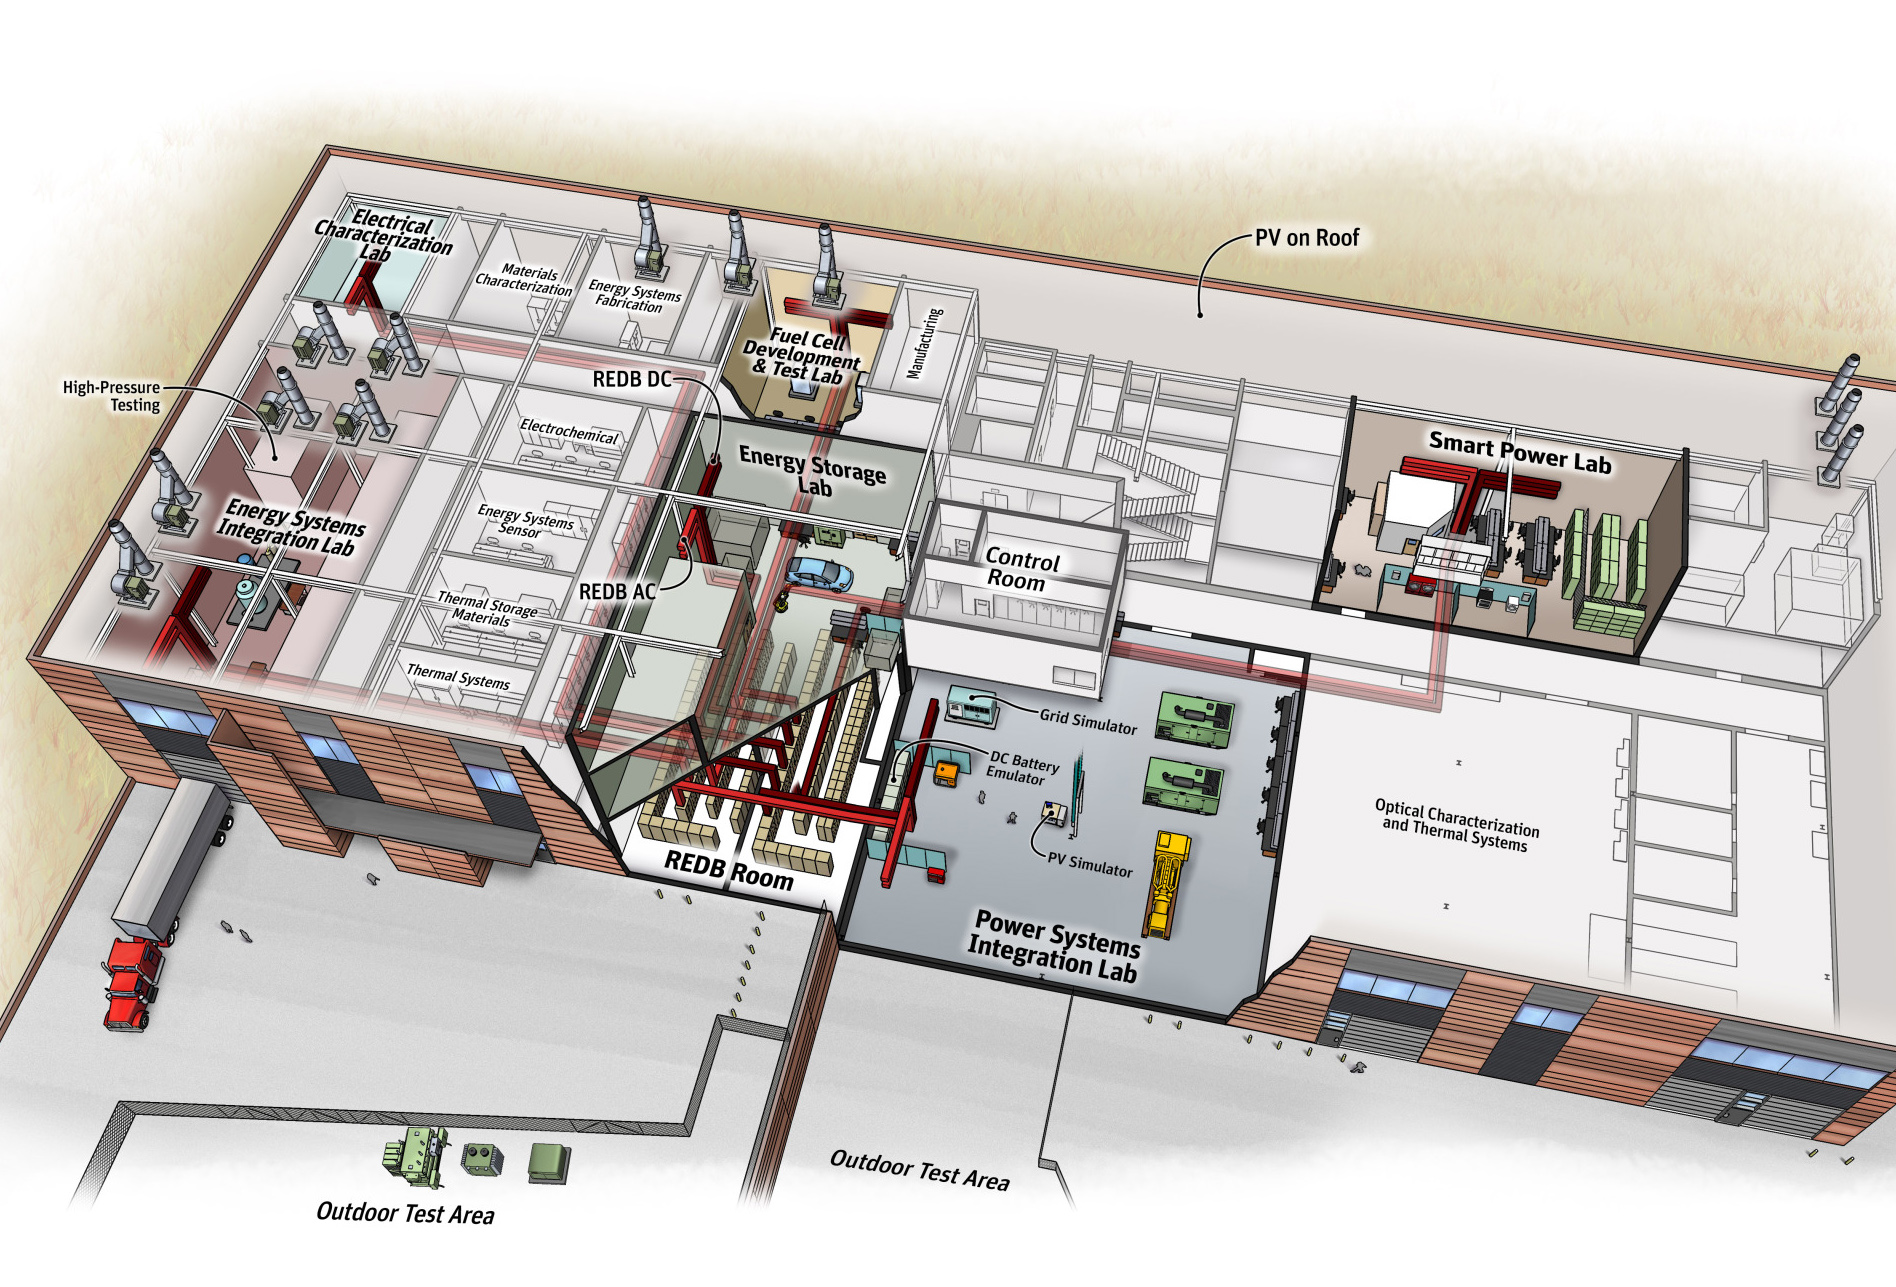 Electrical
Characterization
Lab
Materials
Characterization
Energy Systems
Fabrication
PV on Roof
Fuel Cell
Development
& Test Lab
Manufacturing
High-Pressure
Testing
REDB DC
Electrochemical
Energy Storage
Lab
Smart Power Lab
Energy Systems
Integration Lab
Energy Systems
Sensor
Control
Room
REDB AC
Thermal Storage
Materials
Thermal Systems
Grid Simulator
DC Battery
Emulator
PV Simulator
Optical Characterization
and Thermal Systems
REDB Room
Power Systems
Integration Lab
Outdoor Test Area
Outdoor Test Area